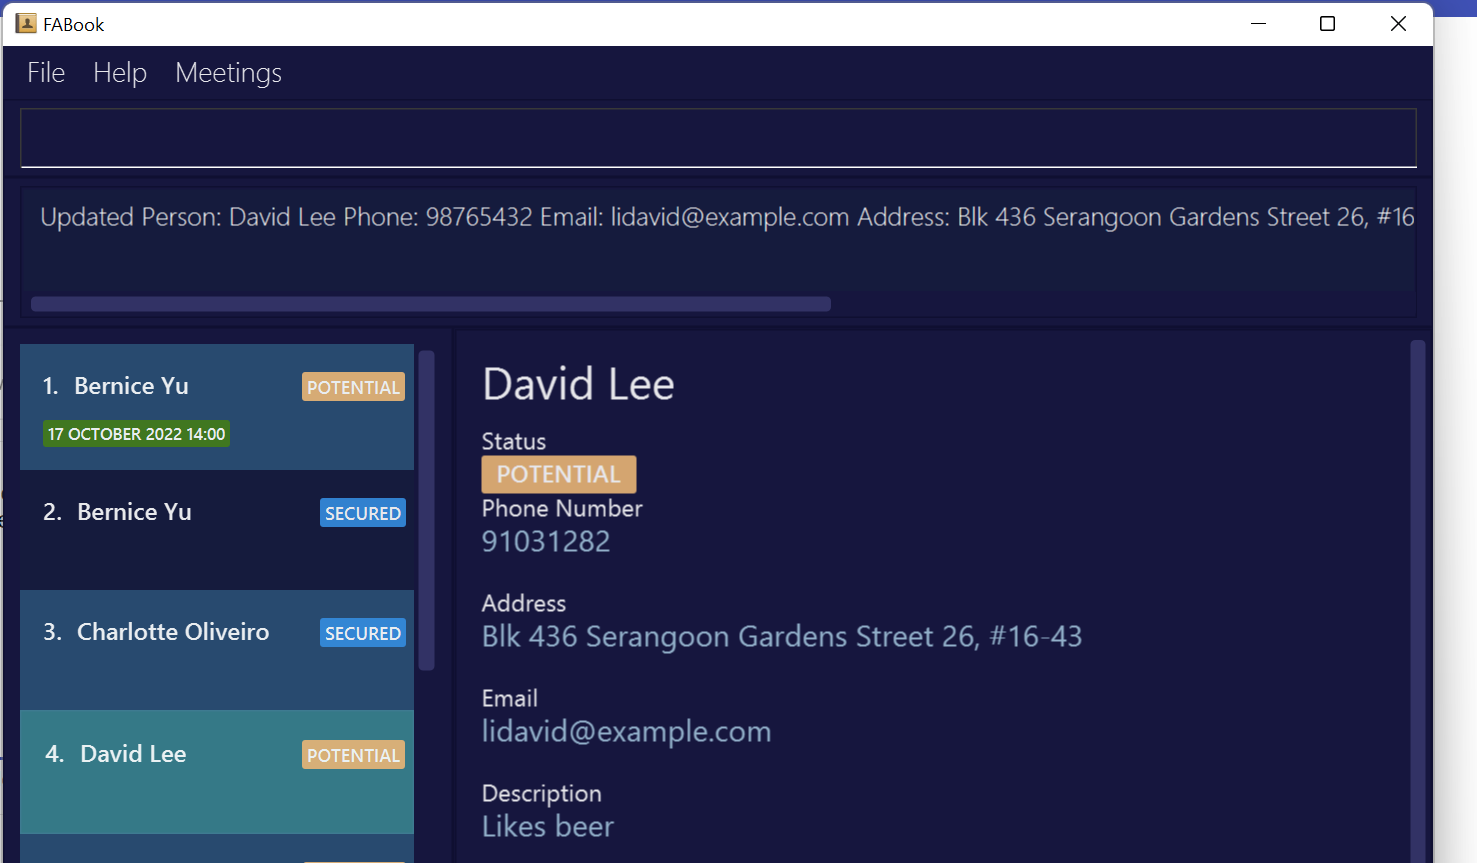 FABook
File Help Meetings
Updated Person: David Lee Phone: 98765432 Email: lidavid@example.com Address: Blk 436 Serangoon Gardens Street 26, #16
1. Bernice Yu POTENTIAL
17 OCTOBER 2022 14:00
2. Bernice Yu SECURED
3. Charlotte Oliveiro SECURED
4. David Lee POTENTIAL
David Lee
Status
POTENTIAL
Phone Number
91031282
Address
Blk 436 Serangoon Gardens Street 26, #16-43
Email
lidavid@example.com
Description
Likes beer